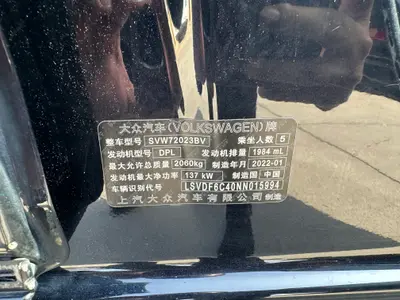 大众汽车(VOLKSWAGEN)牌
整车型号 SVW72023BV 乘坐人数 5
发动机型号 DPL 发动机排量 1984 mL
最大允许总质量 2060kg 制造年月 2022-01
发动机最大净功率 137 kW 制造国 中国
车辆识别代号 LSVDF6C40NN015994
上汽大众汽车有限公司 制造